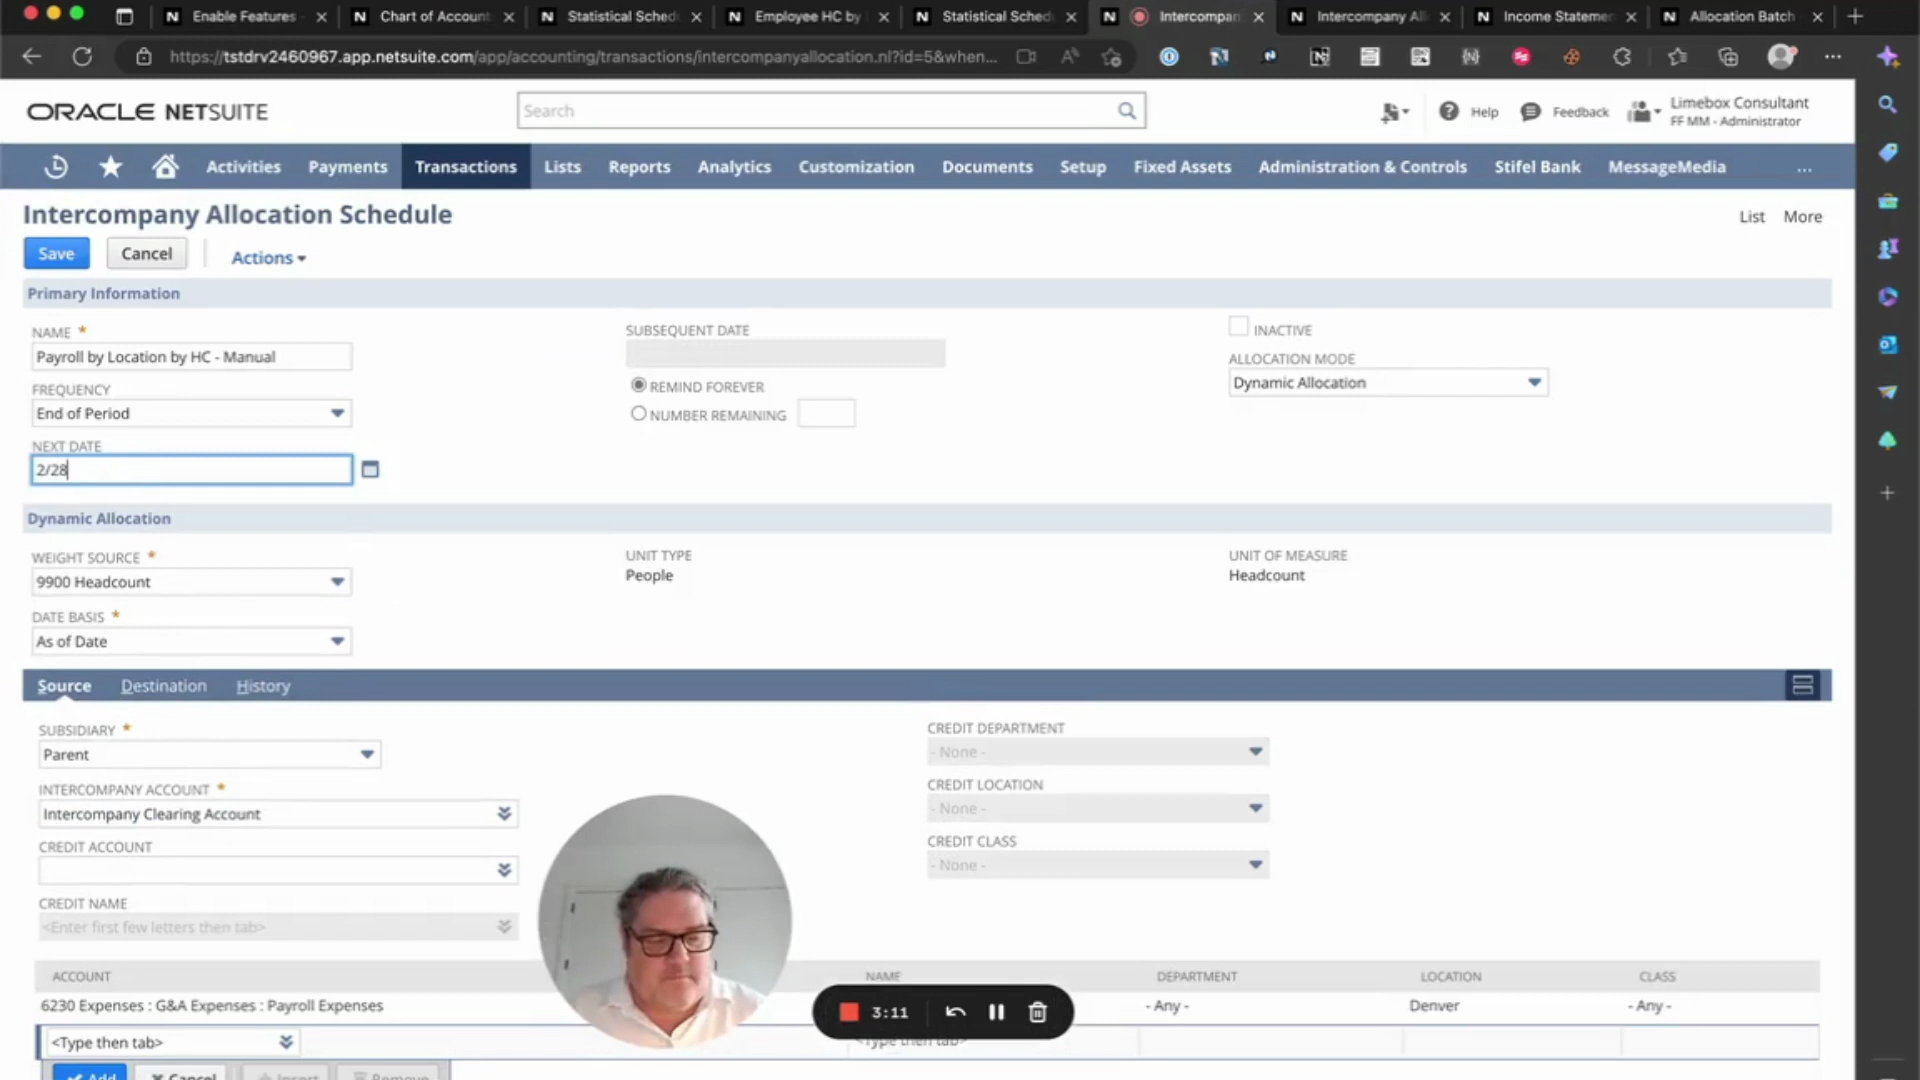 Enable Features
Chart of Account
Statistical Sched
Employee HC by
Statistical Sched
Intercompan
Intercompany Al
Income Stateme
Allocation Batch
https://tstdrv2460967.app.netsuite.com/app/accounting/transactions/intercompanyallocation.nl?id=5&when...
ORACLE NETSUITE
Search
Help
Feedback
Limebox Consultant
FF MM - Administrator
Activities
Payments
Transactions
Lists
Reports
Analytics
Customization
Documents
Setup
Fixed Assets
Administration & Controls
Stifel Bank
MessageMedia
...
Intercompany Allocation Schedule
List
More
Save
Cancel
Actions
Primary Information
NAME *
Payroll by Location by HC - Manual
FREQUENCY
End of Period
NEXT DATE
2/28
SUBSEQUENT DATE
REMIND FOREVER
NUMBER REMAINING
INACTIVE
ALLOCATION MODE
Dynamic Allocation
Dynamic Allocation
WEIGHT SOURCE *
9900 Headcount
UNIT TYPE
People
UNIT OF MEASURE
Headcount
DATE BASIS *
As of Date
Source
Destination
History
SUBSIDIARY *
Parent
INTERCOMPANY ACCOUNT *
Intercompany Clearing Account
CREDIT ACCOUNT
CREDIT NAME
<Enter first few letters then tab>
CREDIT DEPARTMENT
- None -
CREDIT LOCATION
- None -
CREDIT CLASS
- None -
ACCOUNT
NAME
DEPARTMENT
LOCATION
CLASS
6230 Expenses : G&A Expenses : Payroll Expenses
- Any -
Denver
- Any -
<Type then tab>
<Type then tab>
Add
Cancel
Insert
Remove
3:11